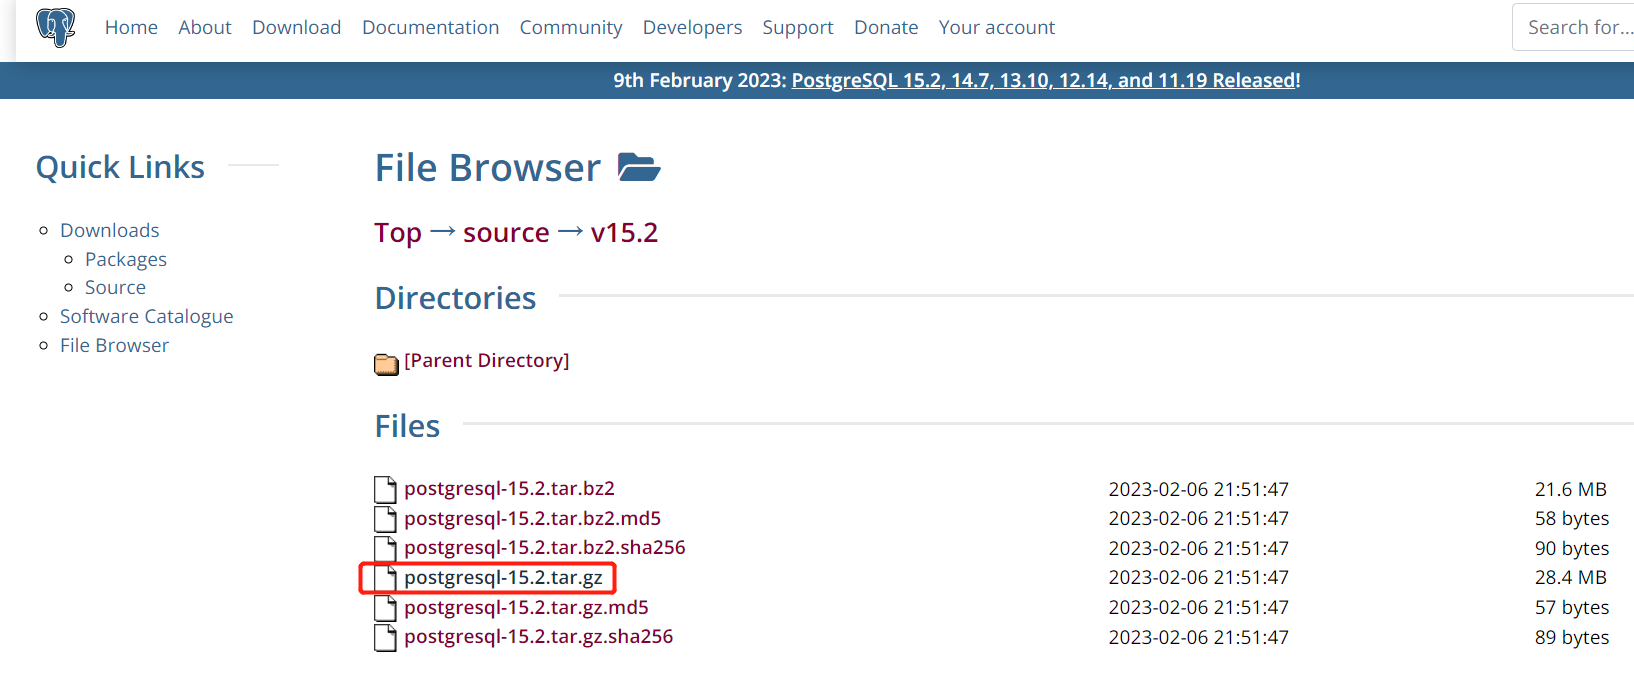 Home About Download Documentation Community Developers Support Donate Your account Search for...
9th February 2023: PostgreSQL 15.2, 14.7, 13.10, 12.14, and 11.19 Released!
Quick Links
Downloads
Packages
Source
Software Catalogue
File Browser
File Browser
Top → source → v15.2
Directories
[Parent Directory]
Files
postgresql-15.2.tar.bz2 2023-02-06 21:51:47 21.6 MB
postgresql-15.2.tar.bz2.md5 2023-02-06 21:51:47 58 bytes
postgresql-15.2.tar.bz2.sha256 2023-02-06 21:51:47 90 bytes
postgresql-15.2.tar.gz 2023-02-06 21:51:47 28.4 MB
postgresql-15.2.tar.gz.md5 2023-02-06 21:51:47 57 bytes
postgresql-15.2.tar.gz.sha256 2023-02-06 21:51:47 89 bytes